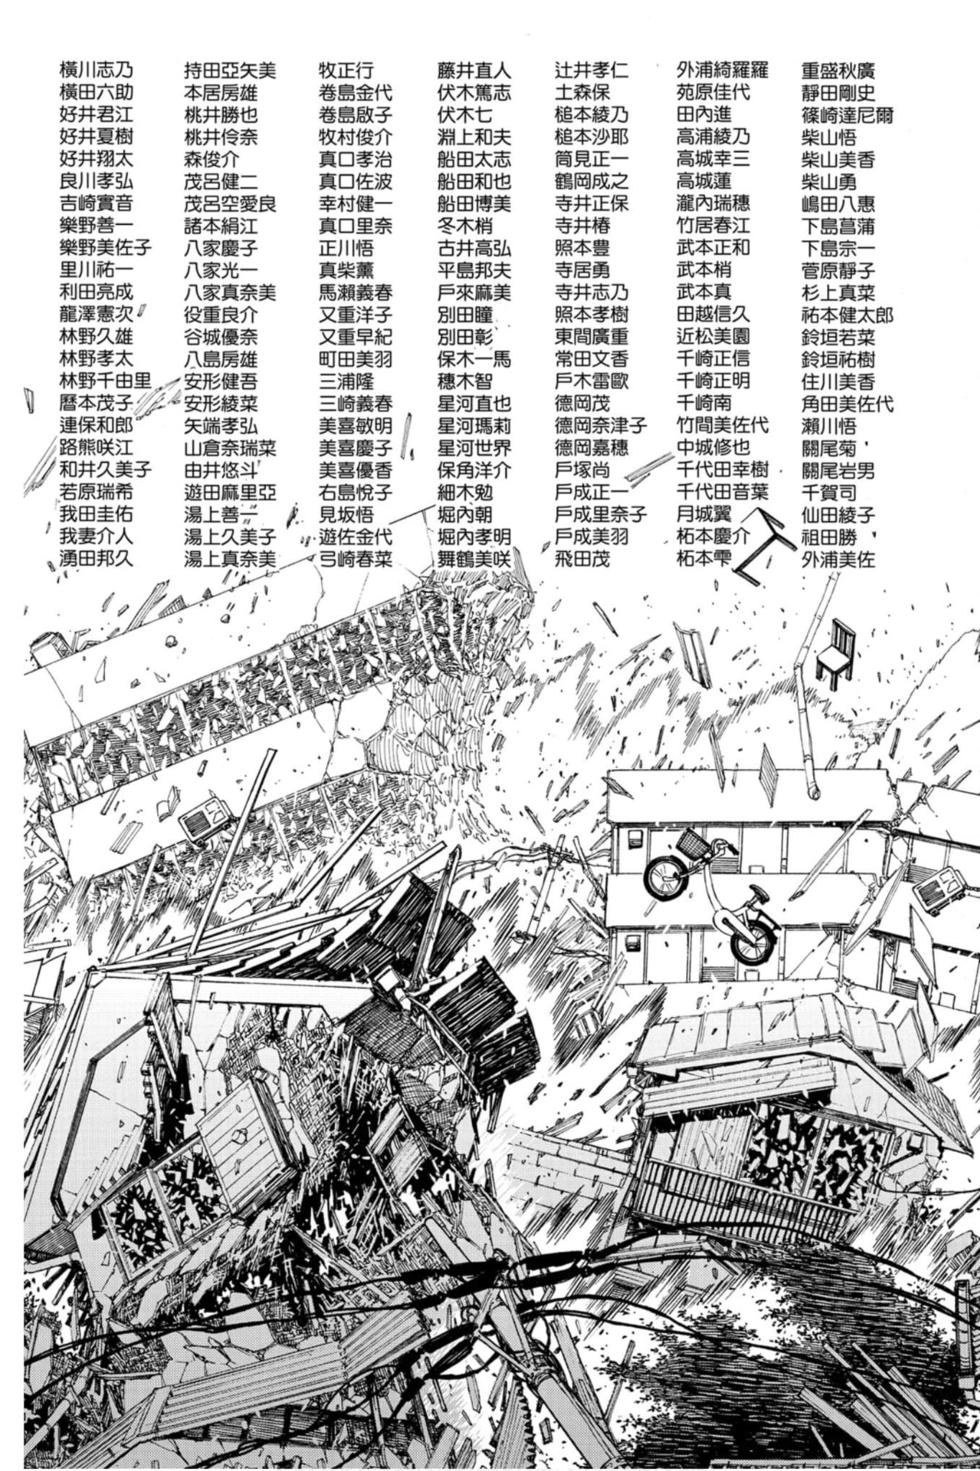 重盛秋廣
靜田剛史
篠崎達尼爾
柴山悟
柴山美香
柴山勇
嶋田八惠
下島菖蒲
下島宗一
菅原靜子
杉上真菜
祐本健太郎
鈴垣若菜
鈴垣祐樹
住川美香
角田美佐代
瀨川悟
關尾菊
關尾岩男
千賀司
仙田綾子
祖田勝
外浦美佐
外浦綺羅羅
苑原佳代
田內進
高浦綾乃
高城幸三
高城蓮
瀧內瑞穗
竹居春江
武本正和
武本梢
武本真
田越信久
近松美園
千崎正信
千崎正明
千崎南
竹間美佐代
中城修也
千代田幸樹
千代田音葉
月城翼
柘本慶介
柘本雫
辻井孝仁
土森保
槌本綾乃
槌本沙耶
筒見正一
鶴岡成之
寺井正保
寺井椿
照本豊
寺居勇
寺井志乃
照本孝樹
東間廣重
常田文香
戶木雷歐
德岡茂
德岡奈津子
德岡嘉穗
戶塚尚
戶成正一
戶成里奈子
戶成美羽
飛田茂
藤井直人
伏木篤志
伏木七
淵上和夫
船田太志
船田和也
船田博美
冬木梢
古井高弘
平島邦夫
戶來麻美
別田瞳
別田彰
保木一馬
穗木智
星河直也
星河瑪莉
星河世界
保角洋介
細木勉
堀內朝
堀內孝明
舞鶴美咲
牧正行
卷島金代
卷島啟子
牧村俊介
真口孝治
真口佐波
幸村健一
真口里奈
正川悟
真柴薰
馬瀨義春
又重洋子
又重早紀
町田美羽
三浦隆
三崎義春
美喜敏明
美喜慶子
美喜優香
右島悅子
見坂悟
遊佐金代
弓崎春菜
持田亞矢美
本居房雄
桃井勝也
桃井伶奈
森俊介
茂呂健二
茂呂空愛良
諸本絹江
八家慶子
八家光一
八家真奈美
役重良介
谷城優奈
八島房雄
安形健吾
安形綾菜
矢端孝弘
山倉奈瑞菜
由井悠斗
遊田麻里亞
湯上善一
湯上久美子
湯上真奈美
橫川志乃
橫田六助
好井君江
好井夏樹
好井翔太
良川孝弘
吉崎實音
樂野善一
樂野美佐子
里川祐一
利田亮成
龍澤憲次
林野久雄
林野孝太
林野千由里
曆本茂子
連保和郎
路熊咲江
和井久美子
若原瑞希
我田圭佑
我妻介人
湧田邦久